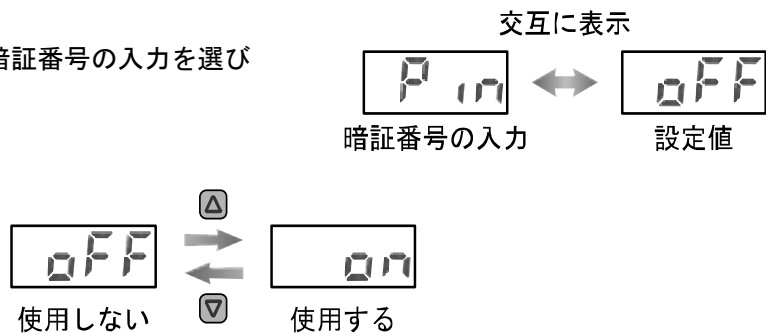 交互に表示
暗証番号の入力を選び
Pin oFF
暗証番号の入力 設定値
oFF on
使用しない 使用する